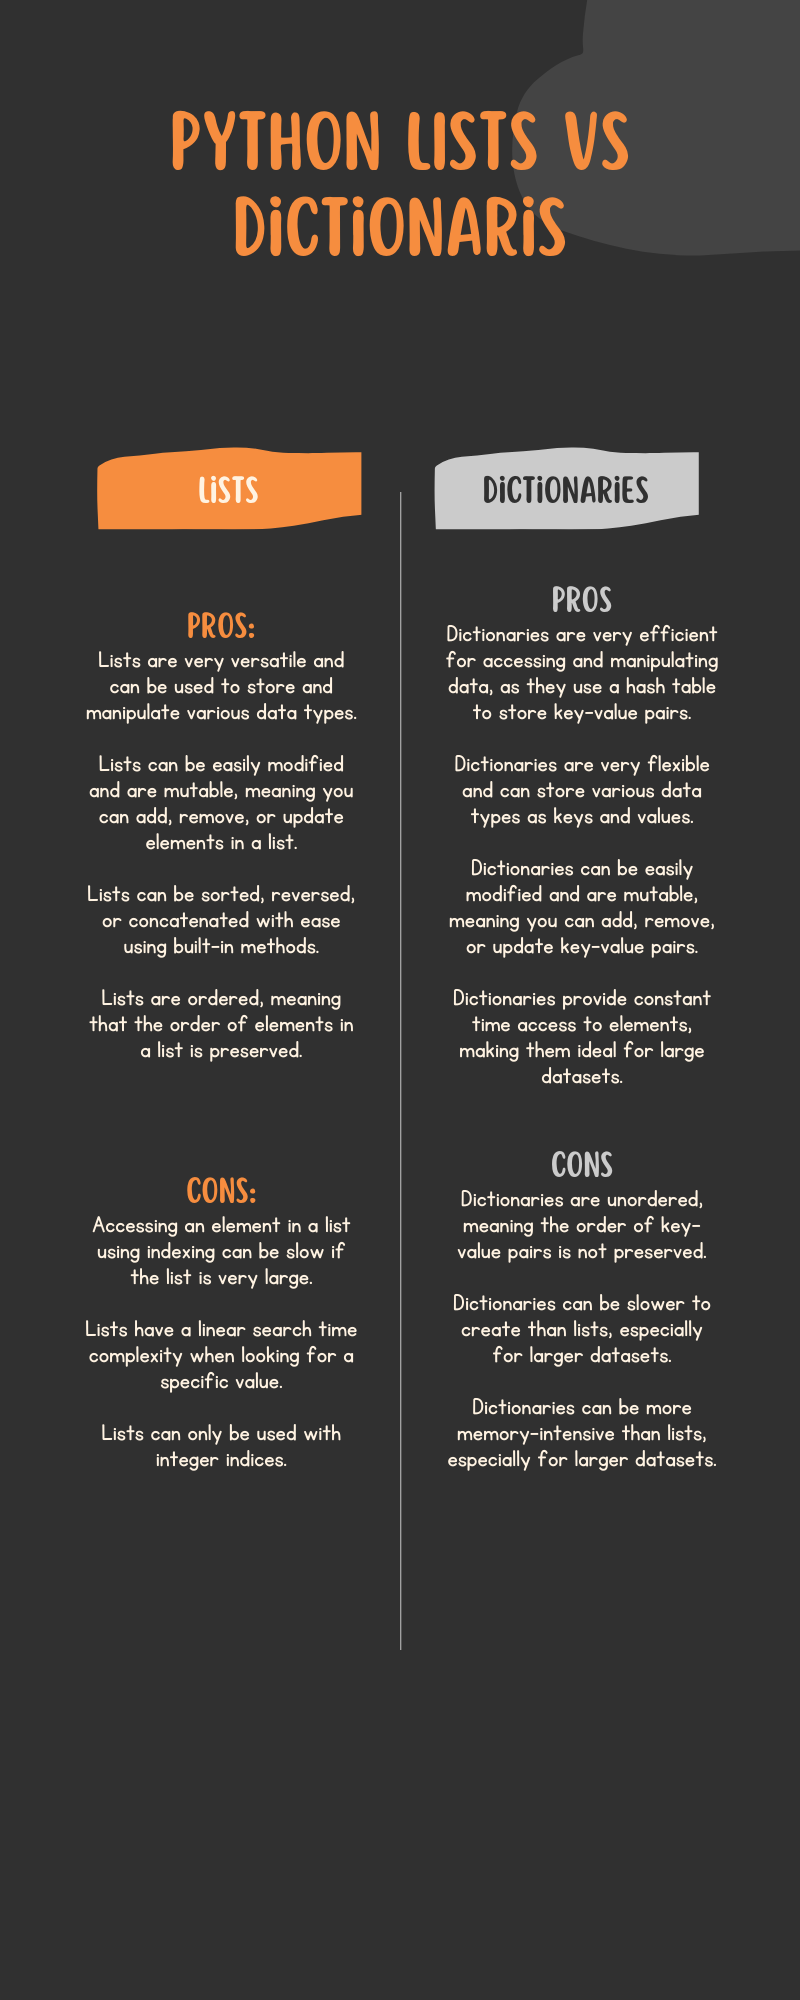 PYTHON LISTS VS
DiCTiONARiS
LiSTS
PROS:
Lists are very versatile and
can be used to store and
manipulate various data types.
Lists can be easily modified
and are mutable, meaning you
can add, remove, or update
elements in a list.
Lists can be sorted, reversed,
or concatenated with ease
using built-in methods.
Lists are ordered, meaning
that the order of elements in
a list is preserved.
CONS:
Accessing an element in a list
using indexing can be slow if
the list is very large.
Lists have a linear search time
complexity when looking for a
specific value.
Lists can only be used with
integer indices.
DiCTiONARiES
PROS
Dictionaries are very efficient
for accessing and manipulating
data, as they use a hash table
to store key-value pairs.
Dictionaries are very flexible
and can store various data
types as keys and values.
Dictionaries can be easily
modified and are mutable,
meaning you can add, remove,
or update key-value pairs.
Dictionaries provide constant
time access to elements,
making them ideal for large
datasets.
CONS
Dictionaries are unordered,
meaning the order of key-
value pairs is not preserved.
Dictionaries can be slower to
create than lists, especially
for larger datasets.
Dictionaries can be more
memory-intensive than lists,
especially for larger datasets.